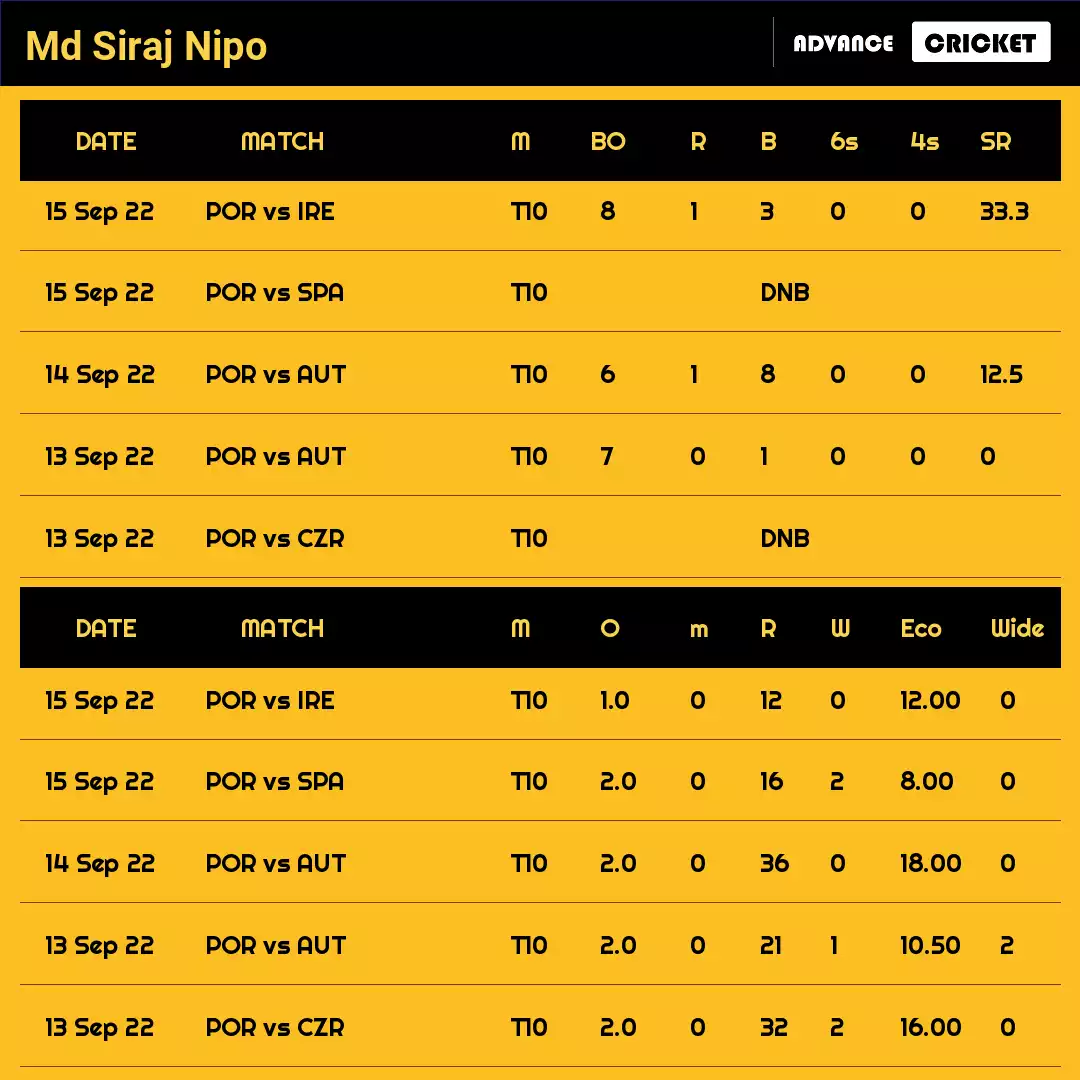 Md Siraj Nipo ADVANCE CRICKET
DATE MATCH M BO R B 6s 4s SR
15 Sep 22 POR vs IRE T10 8 1 3 0 0 33.3
15 Sep 22 POR vs SPA T10 DNB
14 Sep 22 POR vs AUT T10 6 1 8 0 0 12.5
13 Sep 22 POR vs AUT T10 7 0 1 0 0 0
13 Sep 22 POR vs CZR T10 DNB
DATE MATCH M O m R W Eco Wide
15 Sep 22 POR vs IRE T10 1.0 0 12 0 12.00 0
15 Sep 22 POR vs SPA T10 2.0 0 16 2 8.00 0
14 Sep 22 POR vs AUT T10 2.0 0 36 0 18.00 0
13 Sep 22 POR vs AUT T10 2.0 0 21 1 10.50 2
13 Sep 22 POR vs CZR T10 2.0 0 32 2 16.00 0